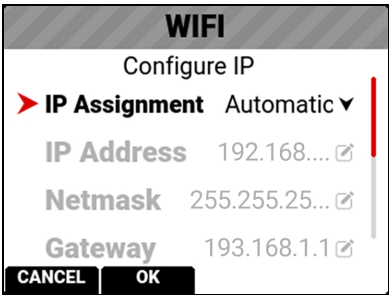 WIFI
Configure IP
IP Assignment Automatic
IP Address 192.168....
Netmask 255.255.25...
Gateway 193.168.1.1
CANCEL OK